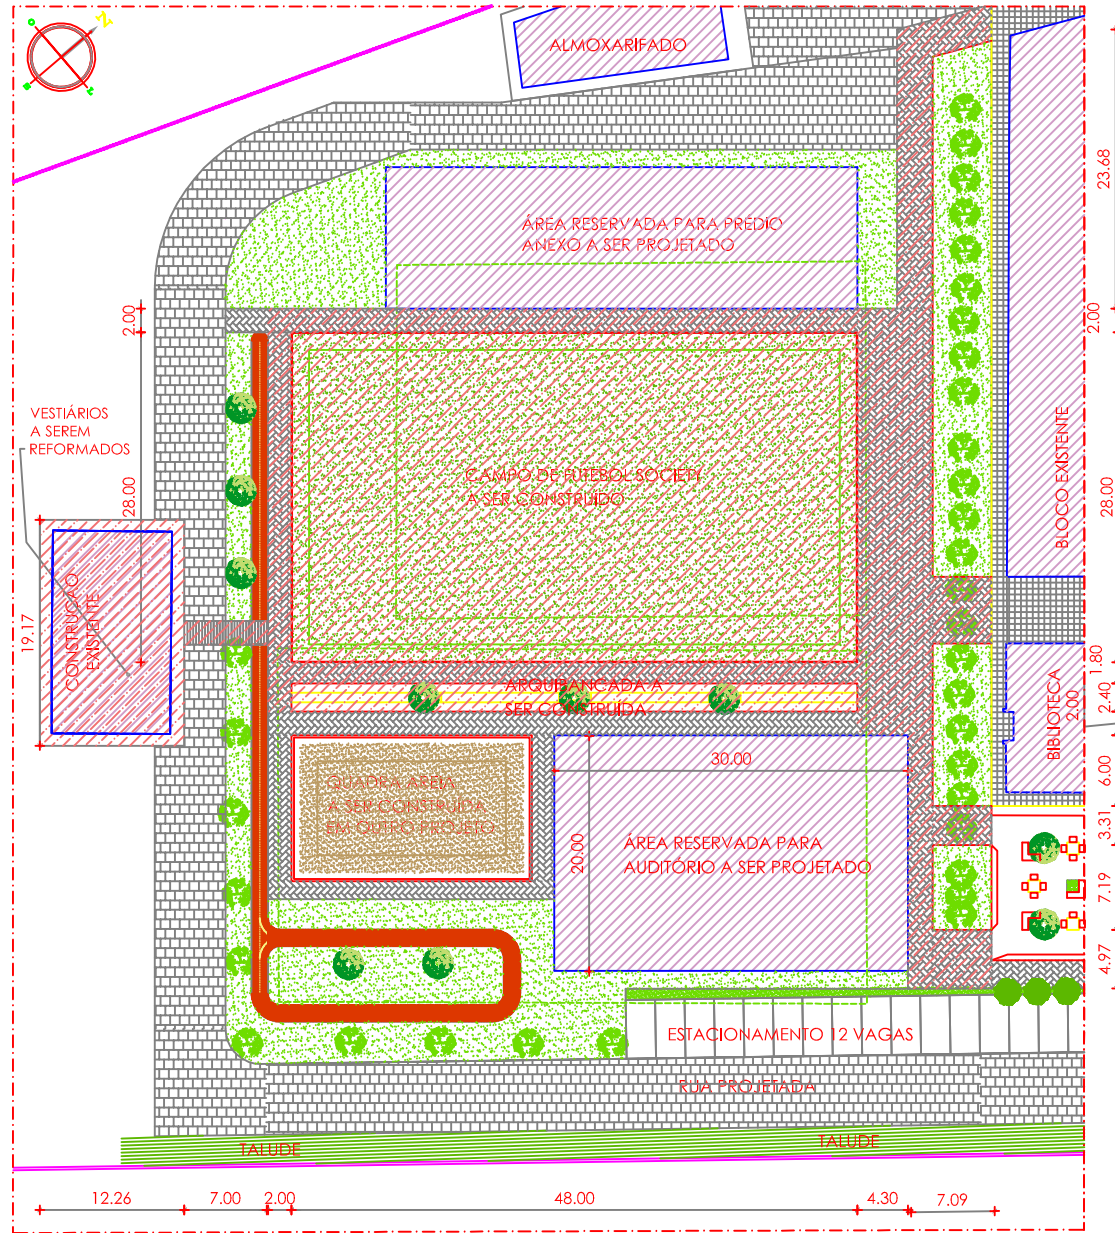 N
ALMOXARIFADO
23.68
ÁREA RESERVADA PARA PRÉDIO
ANEXO A SER PROJETADO
2.00
2.00
VESTIÁRIOS
A SEREM
REFORMADOS
28.00
CAMPO DE FUTEBOL SOCIETY
A SER CONSTRUÍDO
BLOCO EXISTENTE
28.00
19.17
CONSTRUÇÃO
EXISTENTE
ARQUIBANCADA A
SER CONSTRUÍDA
1.80
2.40
BIBLIOTECA
2.00
6.00
30.00
20.00
QUADRA AREIA
A SER CONSTRUÍDA
EM OUTRO PROJETO
ÁREA RESERVADA PARA
AUDITÓRIO A SER PROJETADO
3.31
7.19
4.97
ESTACIONAMENTO 12 VAGAS
RUA PROJETADA
TALUDE
TALUDE
12.26
7.00
2.00
48.00
4.30
7.09